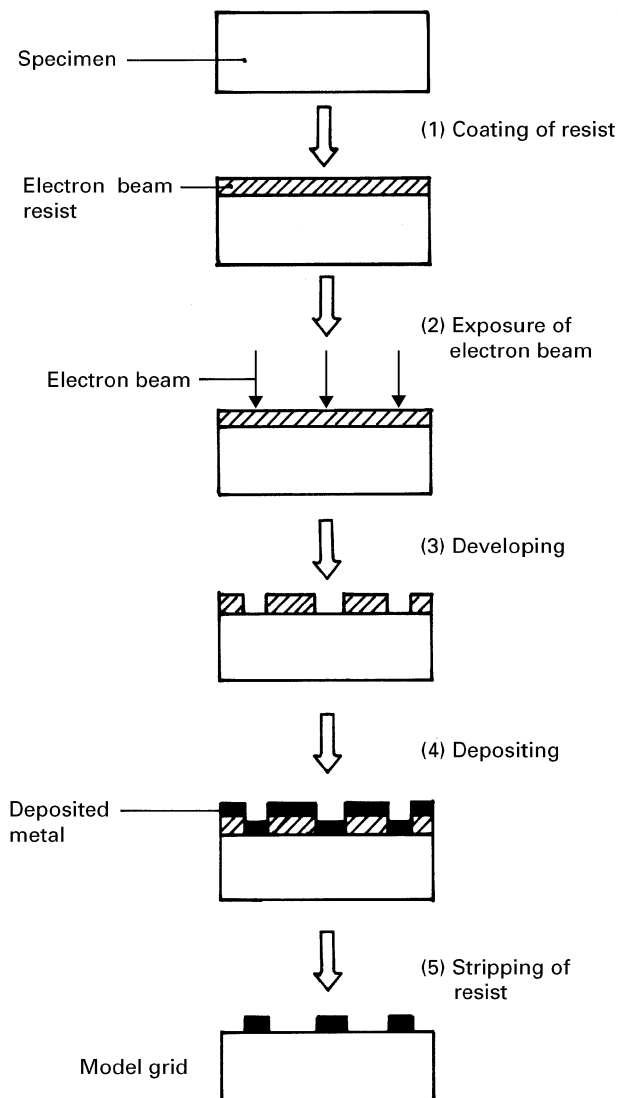 Specimen
(1) Coating of resist
Electron beam
resist
(2) Exposure of
electron beam
Electron beam
(3) Developing
(4) Depositing
Deposited
metal
(5) Stripping of
resist
Model grid